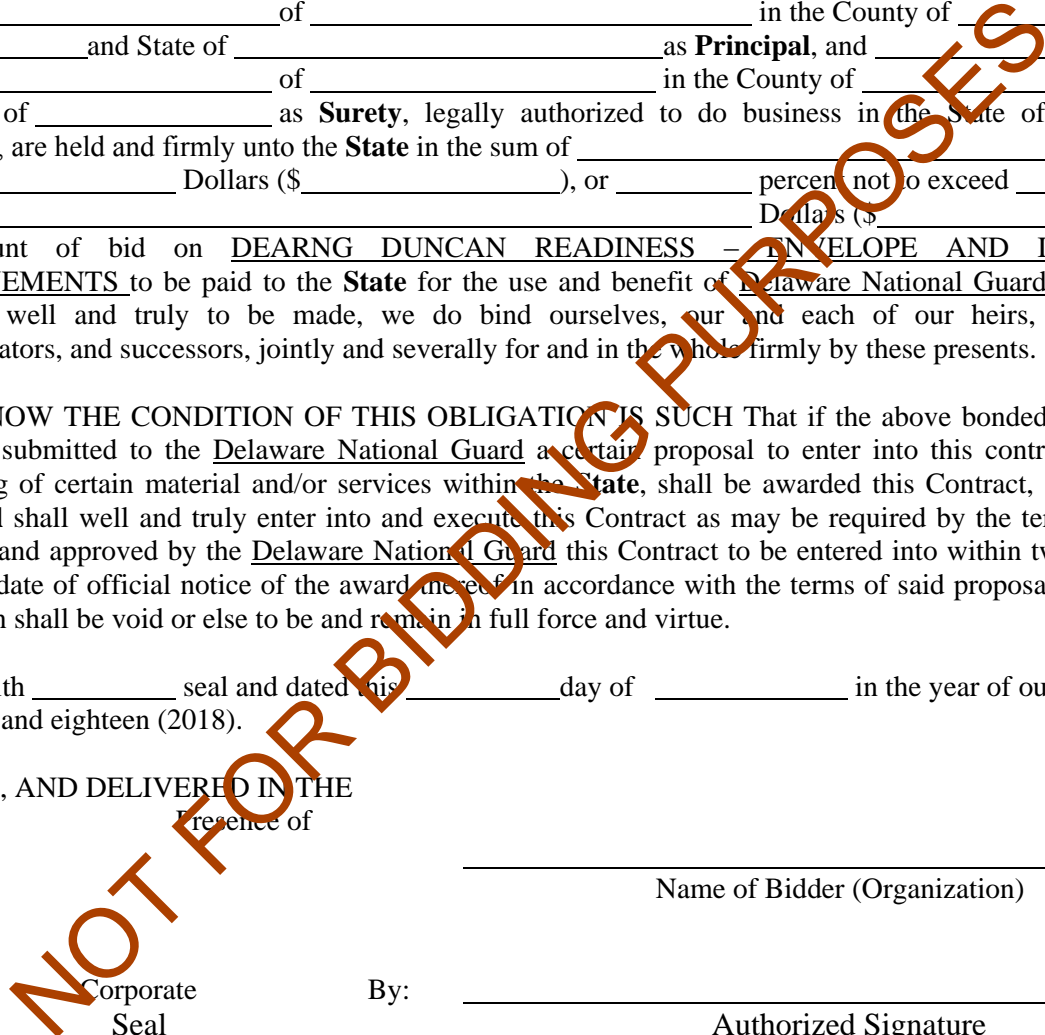 of in the County of
and State of as Principal, and
of in the County of
of as Surety, legally authorized to do business in the State of
, are held and firmly unto the State in the sum of
Dollars ($ ), or percent not to exceed
Dollars ($
of bid on DEARNG DUNCAN READINESS – ENVELOPE AND
to be paid to the State for the use and benefit of Delaware National Guard
well and truly to be made, we do bind ourselves, our and each of our heirs,
and successors, jointly and severally for and in the whole firmly by these presents.
NOW THE CONDITION OF THIS OBLIGATION IS SUCH That if the above bonded
submitted to the Delaware National Guard a certain proposal to enter into this
of certain material and/or services within the State, shall be awarded this Contract,
shall well and truly enter into and execute this Contract as may be required by the
and approved by the Delaware National Guard this Contract to be entered into within
date of official notice of the award thereof in accordance with the terms of said
shall be void or else to be and remain in full force and virtue.
seal and dated this day of in the year of
and eighteen (2018).
, AND DELIVERED IN THE
Presence of
Name of Bidder (Organization)
Corporate By:
Seal Authorized Signature
NOT FOR BIDDING PURPOSES